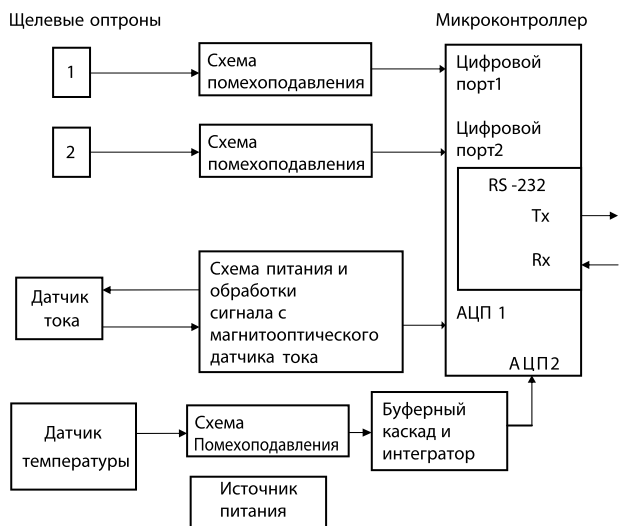 Щелевые оптроны
Микроконтроллер
1
Схема
помехоподавления
Цифровой
порт1
2
Схема
помехоподавления
Цифровой
порт2
RS -232
Tx
Rx
Датчик
тока
Схема питания и
обработки
сигнала с
магнитооптического
датчика тока
АЦП 1
АЦП2
Датчик
температуры
Схема
Помехоподавления
Буферный
каскад и
интегратор
Источник
питания